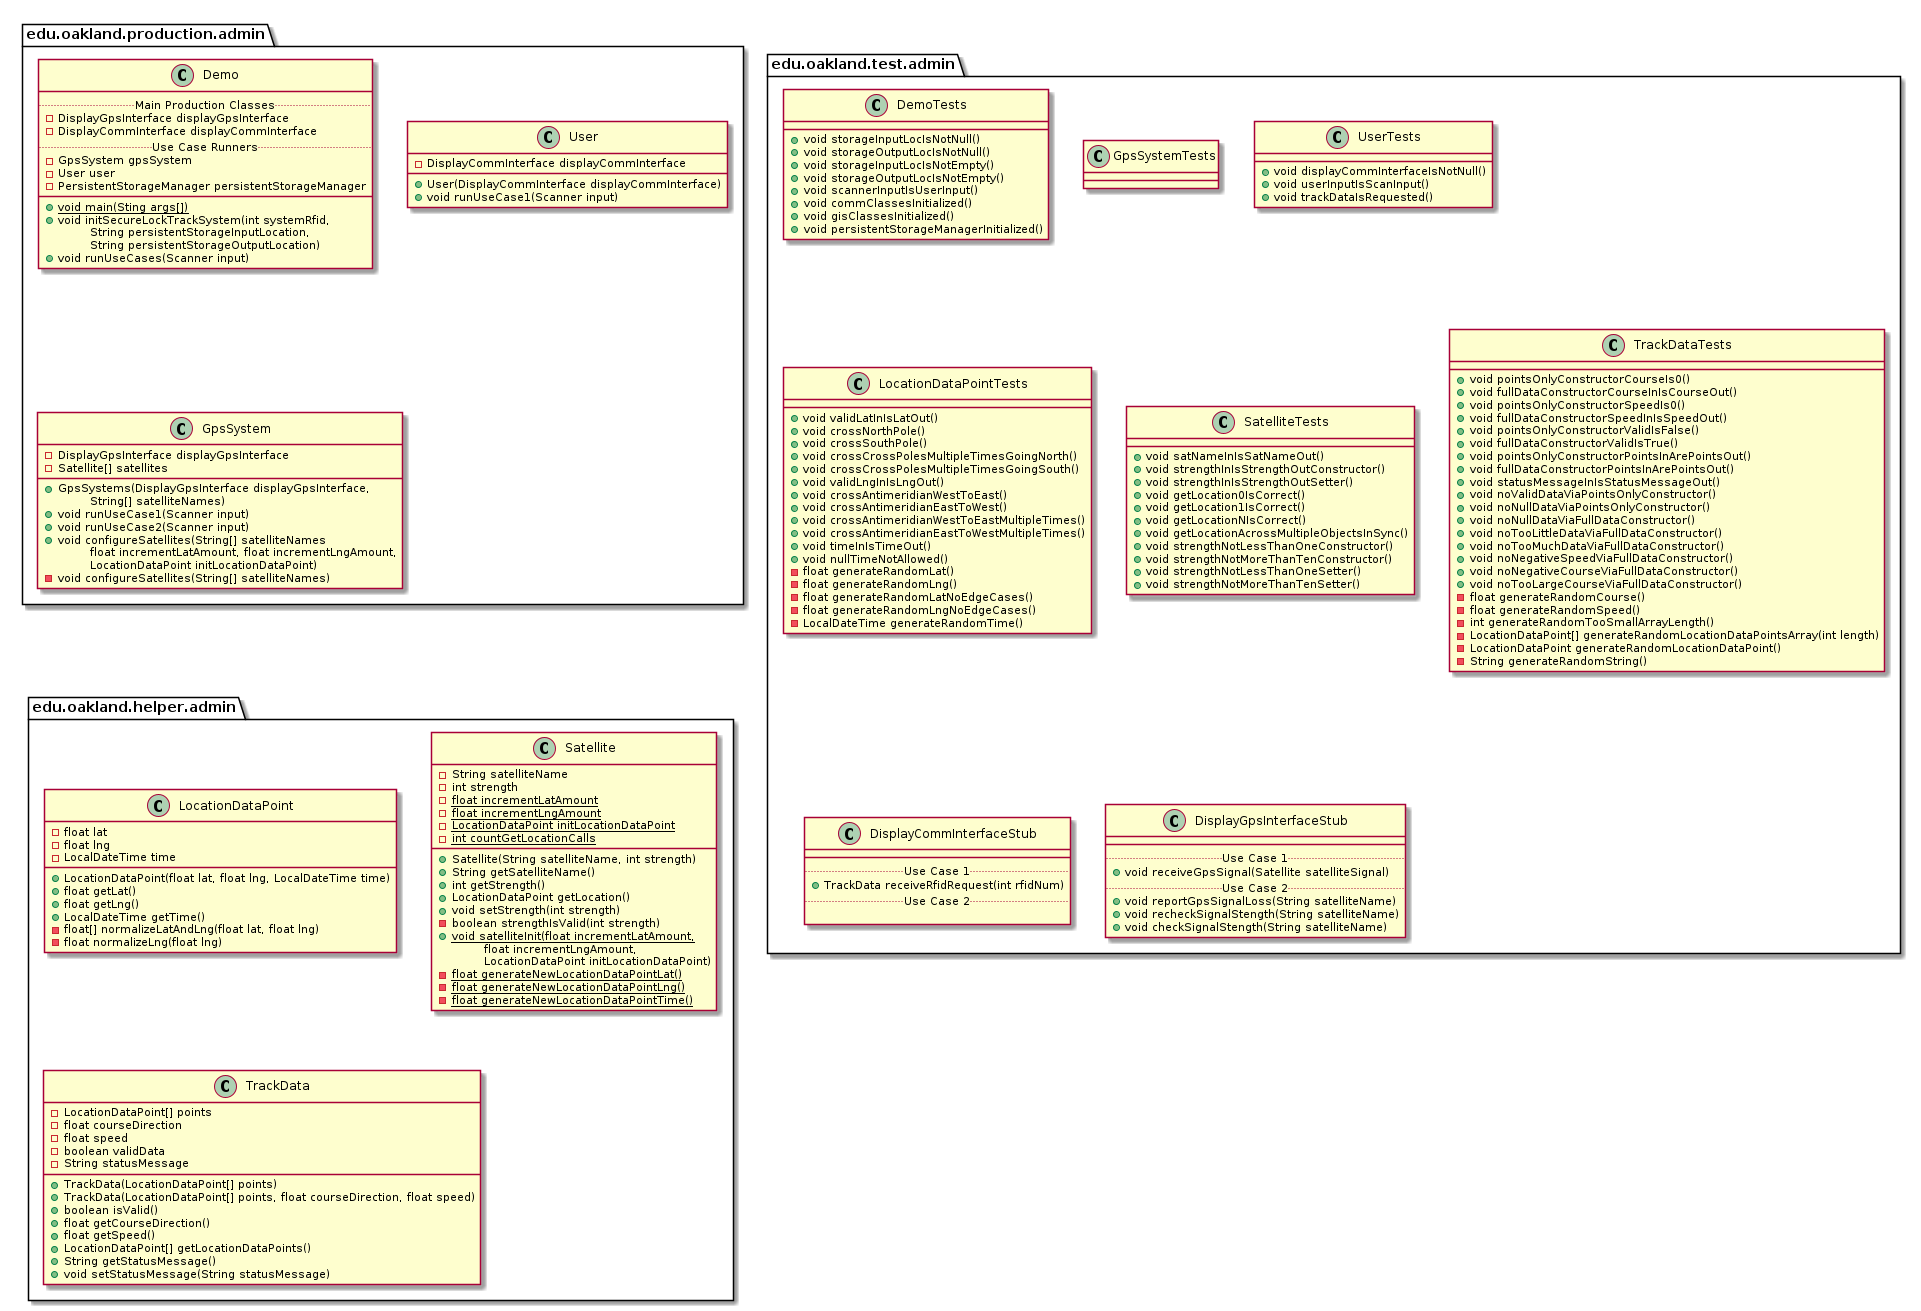 edu.oakland.production.admin
Demo
Main Production Classes
DisplayGpsInterface displayGpsInterface
DisplayCommInterface displayCommInterface
Use Case Runners
GpsSystem gpsSystem
User user
PersistentStorageManager persistentStorageManager
void main(Sting args[])
void initSecureLockTrackSystem(int systemRfid,
String persistentStorageInputLocation,
String persistentStorageOutputLocation)
void runUseCases(Scanner input)
User
DisplayCommInterface displayCommInterface
User(DisplayCommInterface displayCommInterface)
void runUseCase1(Scanner input)
GpsSystem
DisplayGpsInterface displayGpsInterface
Satellite[] satellites
GpsSystems(DisplayGpsInterface displayGpsInterface,
String[] satelliteNames)
void runUseCase1(Scanner input)
void runUseCase2(Scanner input)
void configureSatellites(String[] satelliteNames
float incrementLatAmount, float incrementLngAmount,
LocationDataPoint initLocationDataPoint)
void configureSatellites(String[] satelliteNames)
edu.oakland.test.admin
DemoTests
void storageInputLocIsNotNull()
void storageOutputLocIsNotNull()
void storageInputLocIsNotEmpty()
void storageOutputLocIsNotEmpty()
void scannerInputIsUserInput()
void commClassesInitialized()
void gisClassesInitialized()
void persistentStorageManagerInitialized()
GpsSystemTests
UserTests
void displayCommInterfaceIsNotNull()
void userInputIsScanInput()
void trackDataIsRequested()
LocationDataPointTests
void validLatInIsLatOut()
void crossNorthPole()
void crossSouthPole()
void crossCrossPolesMultipleTimesGoingNorth()
void crossCrossPolesMultipleTimesGoingSouth()
void validLngInIsLngOut()
void crossAntimeridianWestToEast()
void crossAntimeridianEastToWest()
void crossAntimeridianWestToEastMultipleTimes()
void crossAntimeridianEastToWestMultipleTimes()
void timeInIsTimeOut()
void nullTimeNotAllowed()
float generateRandomLat()
float generateRandomLng()
float generateRandomLatNoEdgeCases()
float generateRandomLngNoEdgeCases()
LocalDateTime generateRandomTime()
SatelliteTests
void satNameInIsSatNameOut()
void strengthInIsStrengthOutConstructor()
void strengthInIsStrengthOutSetter()
void getLocation0IsCorrect()
void getLocation1IsCorrect()
void getLocationNIsCorrect()
void getLocationAcrossMultipleObjectsInSync()
void strengthNotLessThanOneConstructor()
void strengthNotMoreThanTenConstructor()
void strengthNotLessThanOneSetter()
void strengthNotMoreThanTenSetter()
TrackDataTests
void pointsOnlyConstructorCourseIs0()
void fullDataConstructorCourseInIsCourseOut()
void pointsOnlyConstructorSpeedIs0()
void fullDataConstructorSpeedInIsSpeedOut()
void pointsOnlyConstructorValidIsFalse()
void fullDataConstructorValidIsTrue()
void pointsOnlyConstructorPointsInArePointsOut()
void fullDataConstructorPointsInArePointsOut()
void statusMessageInIsStatusMessageOut()
void noValidDataViaPointsOnlyConstructor()
void noNullDataViaPointsOnlyConstructor()
void noNullDataViaFullDataConstructor()
void noTooLittleDataViaFullDataConstructor()
void noTooMuchDataViaFullDataConstructor()
void noNegativeSpeedViaFullDataConstructor()
void noNegativeCourseViaFullDataConstructor()
void noTooLargeCourseViaFullDataConstructor()
float generateRandomCourse()
float generateRandomSpeed()
int generateRandomTooSmallArrayLength()
LocationDataPoint[] generateRandomLocationDataPointsArray(int length)
LocationDataPoint generateRandomLocationDataPoint()
String generateRandomString()
DisplayCommInterfaceStub
Use Case 1
TrackData receiveRfidRequest(int rfidNum)
Use Case 2
DisplayGpsInterfaceStub
Use Case 1
void receiveGpsSignal(Satellite satelliteSignal)
Use Case 2
void reportGpsSignalLoss(String satelliteName)
void recheckSignalStength(String satelliteName)
void checkSignalStength(String satelliteName)
edu.oakland.helper.admin
LocationDataPoint
float lat
float lng
LocalDateTime time
LocationDataPoint(float lat, float lng, LocalDateTime time)
float getLat()
float getLng()
LocalDateTime getTime()
float[] normalizeLatAndLng(float lat, float lng)
float normalizeLng(float lng)
Satellite
String satelliteName
int strength
float incrementLatAmount
float incrementLngAmount
LocationDataPoint initLocationDataPoint
int countGetLocationCalls
Satellite(String satelliteName, int strength)
String getSatelliteName()
int getStrength()
LocationDataPoint getLocation()
void setStrength(int strength)
boolean strengthIsValid(int strength)
void satelliteInit(float incrementLatAmount,
float incrementLngAmount,
LocationDataPoint initLocationDataPoint)
float generateNewLocationDataPointLat()
float generateNewLocationDataPointLng()
float generateNewLocationDataPointTime()
TrackData
LocationDataPoint[] points
float courseDirection
float speed
boolean validData
String statusMessage
TrackData(LocationDataPoint[] points)
TrackData(LocationDataPoint[] points, float courseDirection, float speed)
boolean isValid()
float getCourseDirection()
float getSpeed()
LocationDataPoint[] getLocationDataPoints()
String getStatusMessage()
void setStatusMessage(String statusMessage)